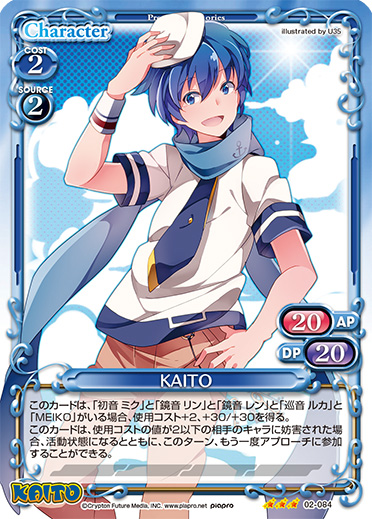 Pre Stories
Character
illustrated by U35
COST
2
SOURCE
2
20 AP
DP 20
KAITO
このカードは、「初音 ミク」と「鏡音 リン」と「鏡音 レン」と「巡音 ルカ」と
「MEIKO」がいる場合、使用コスト+2、+30/+30を得る。
このカードは、使用コストの値が2以下の相手のキャラに妨害された場
合、活動状態になるとともに、このターン、もう一度アプローチに参加
することができる。
KAITO
©Crypton Future Media, INC. www.piapro.net piapro
02-084